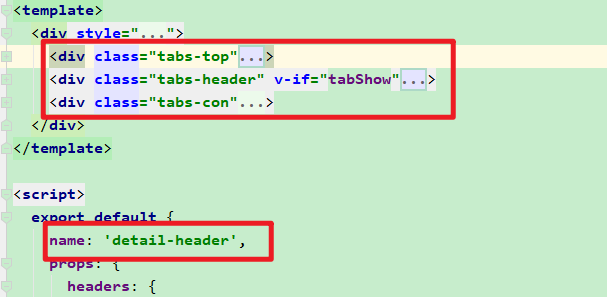 <template>
<div style="...">
<div class="tabs-top"...>
<div class="tabs-header" v-if="tabShow"...>
<div class="tabs-con"...>
</div>
</template>
<script>
export default {
name: 'detail-header',
props: {
headers: {